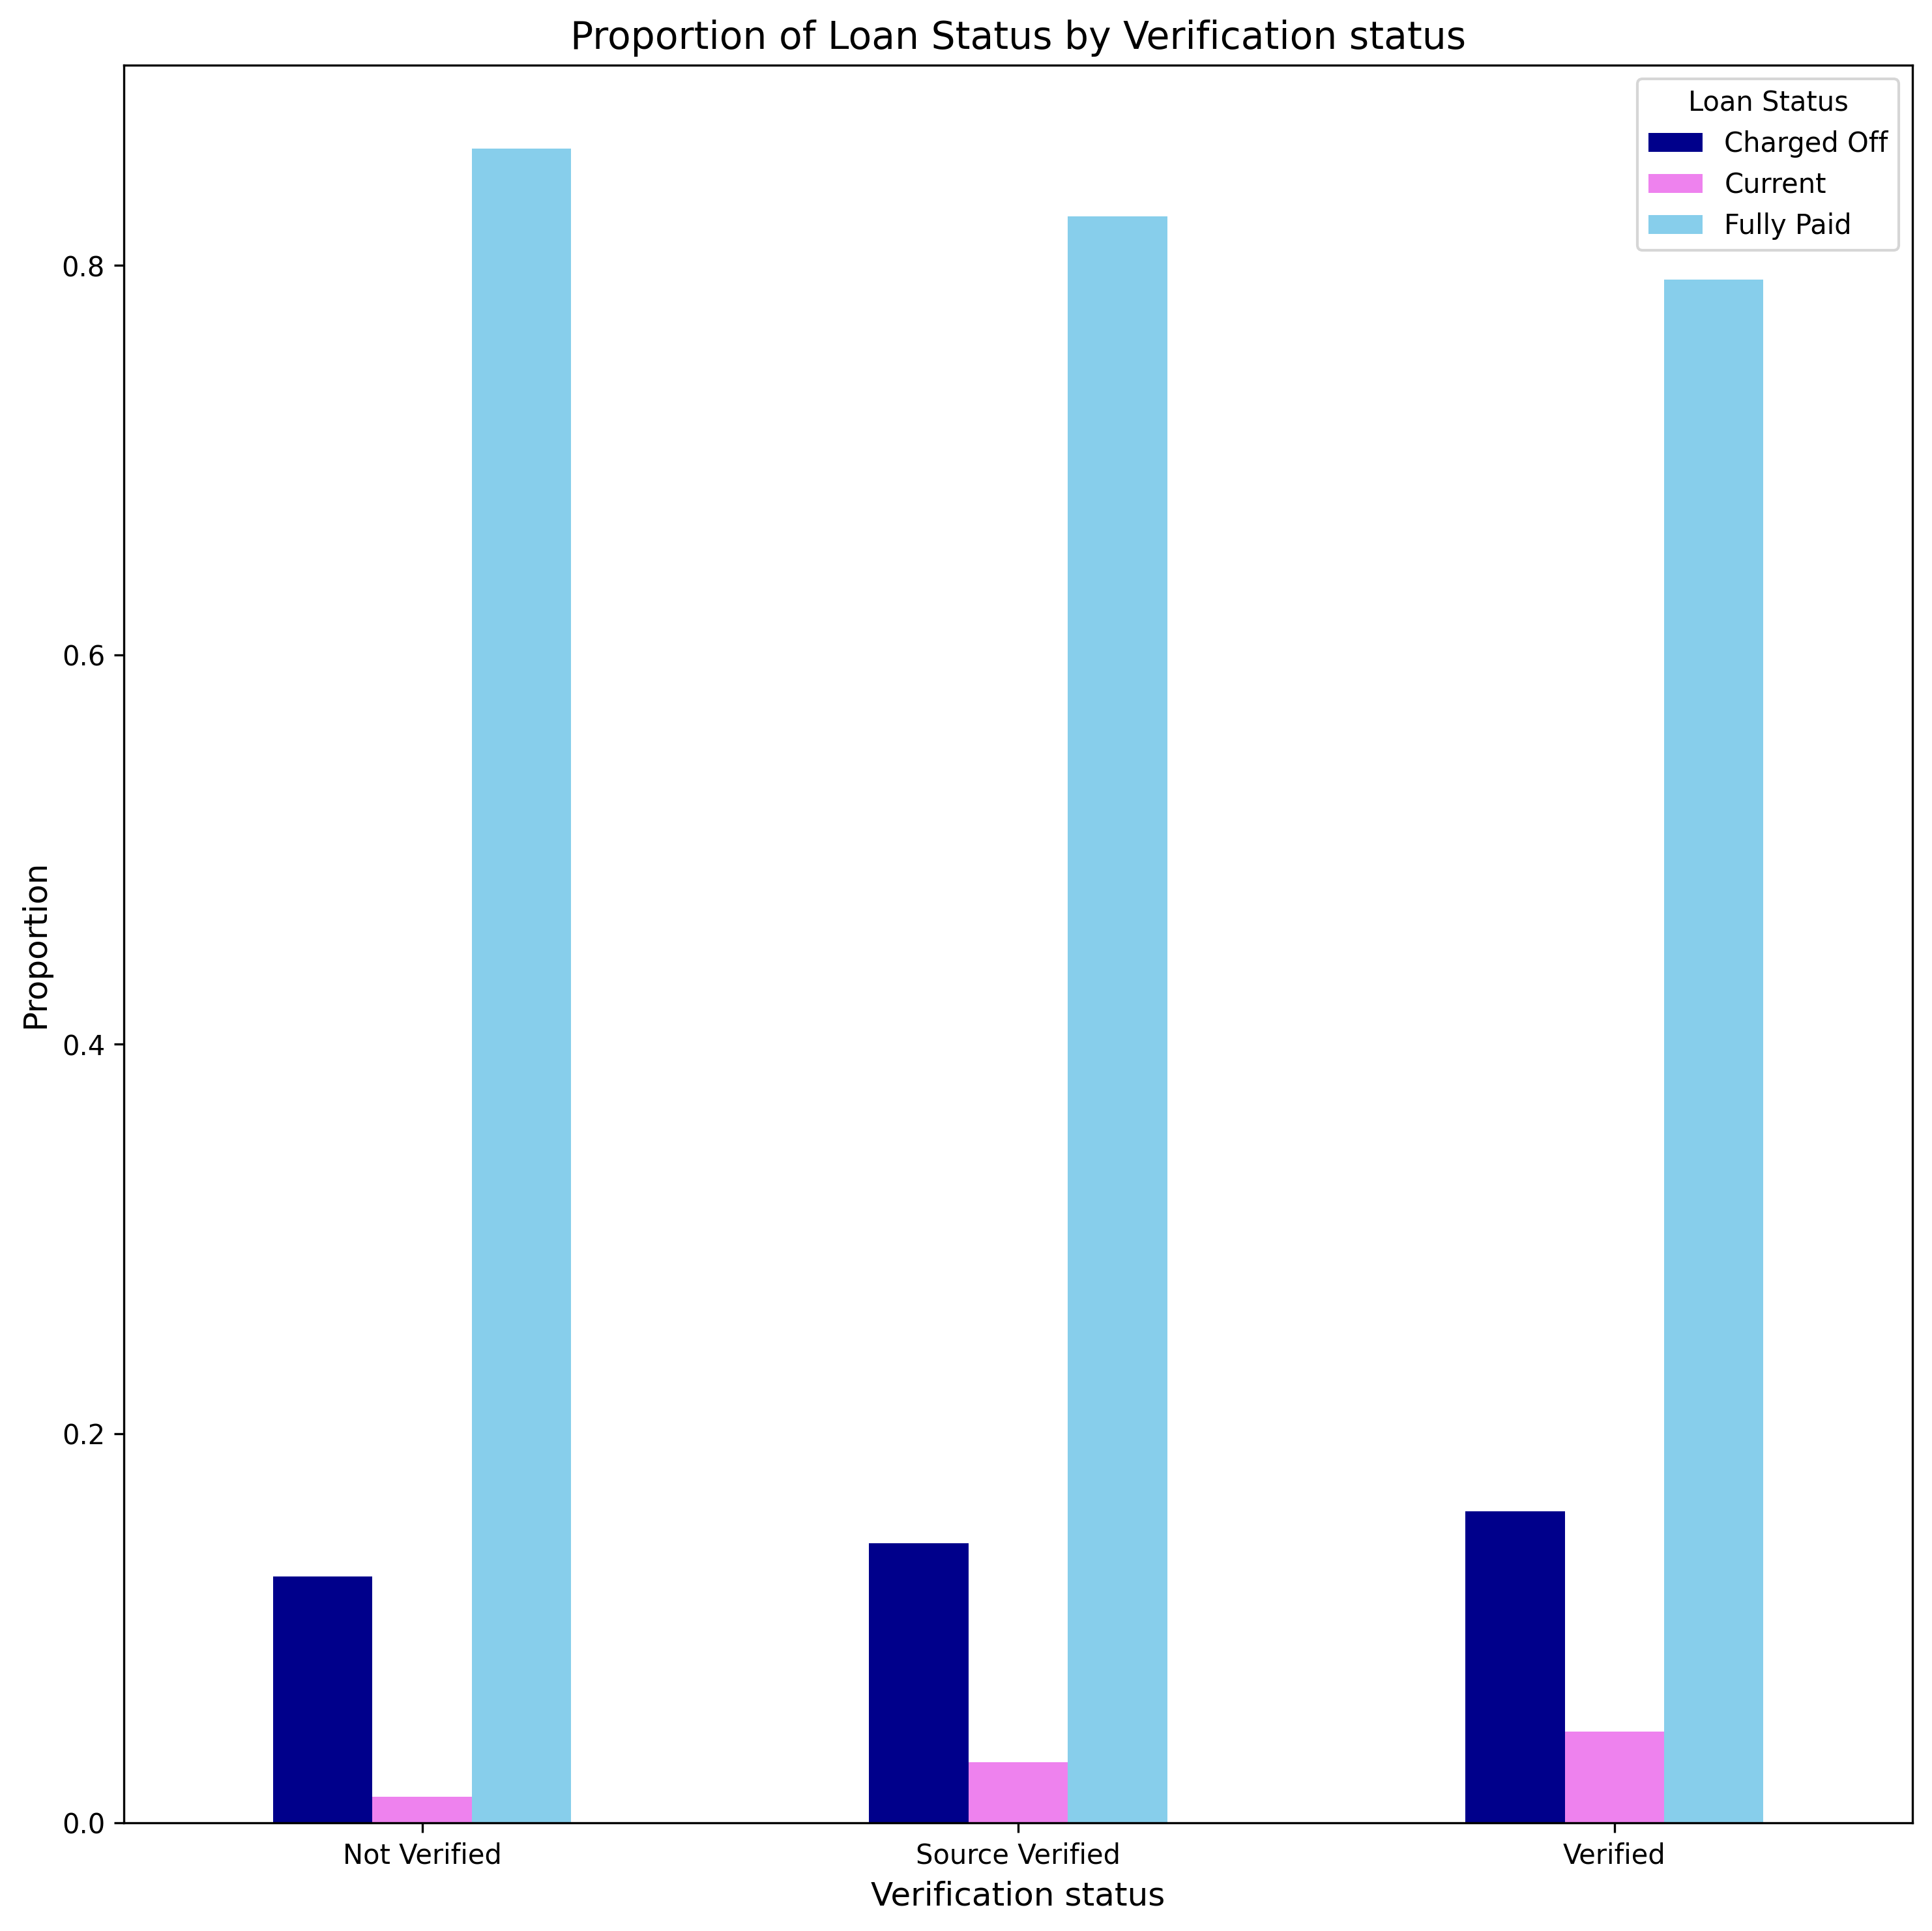 Proportion of Loan Status by Verification status
Loan Status
Charged Off
Current
Fully Paid
Proportion
0.8
0.6
0.4
0.2
0.0
Not Verified
Source Verified
Verified
Verification status